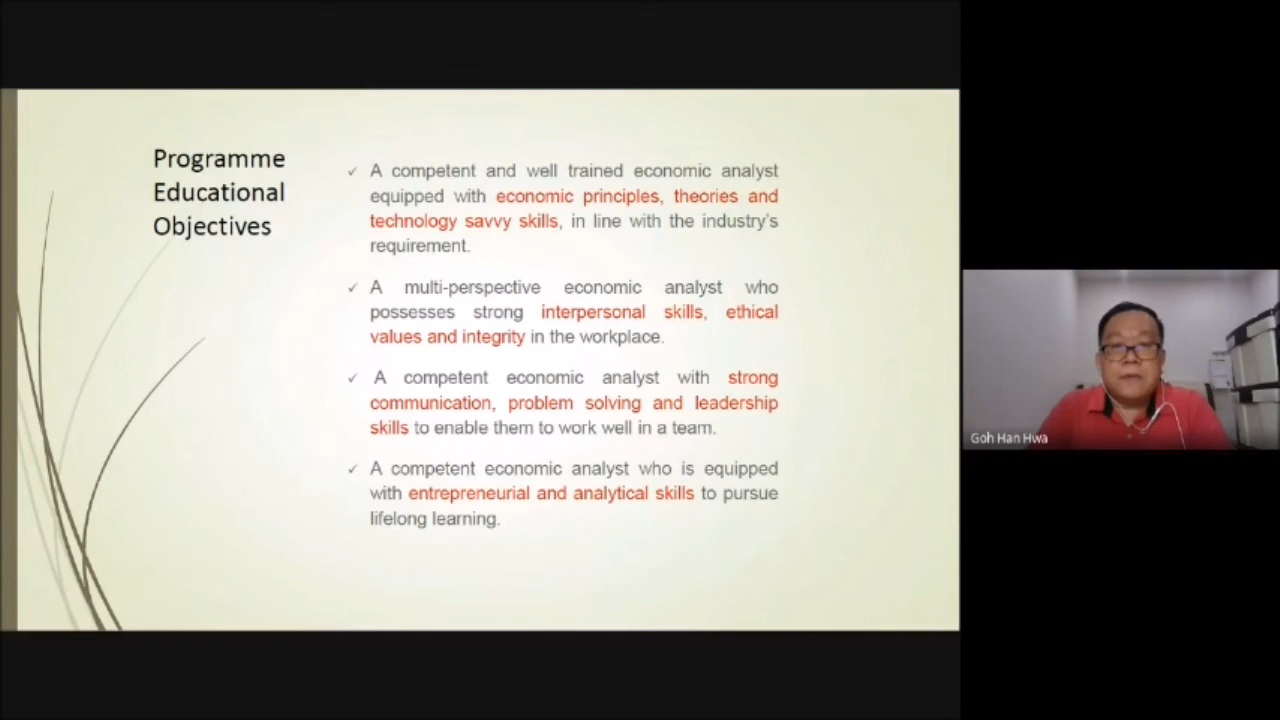 Programme
Educational
Objectives
✓ A competent and well trained economic analyst
equipped with economic principles, theories and
technology savvy skills, in line with the industry's
requirement.
✓ A multi-perspective economic analyst who
possesses strong interpersonal skills, ethical
values and integrity in the workplace.
✓ A competent economic analyst with strong
communication, problem solving and leadership
skills to enable them to work well in a team.
✓ A competent economic analyst who is equipped
with entrepreneurial and analytical skills to pursue
lifelong learning.
Goh Han Hwa